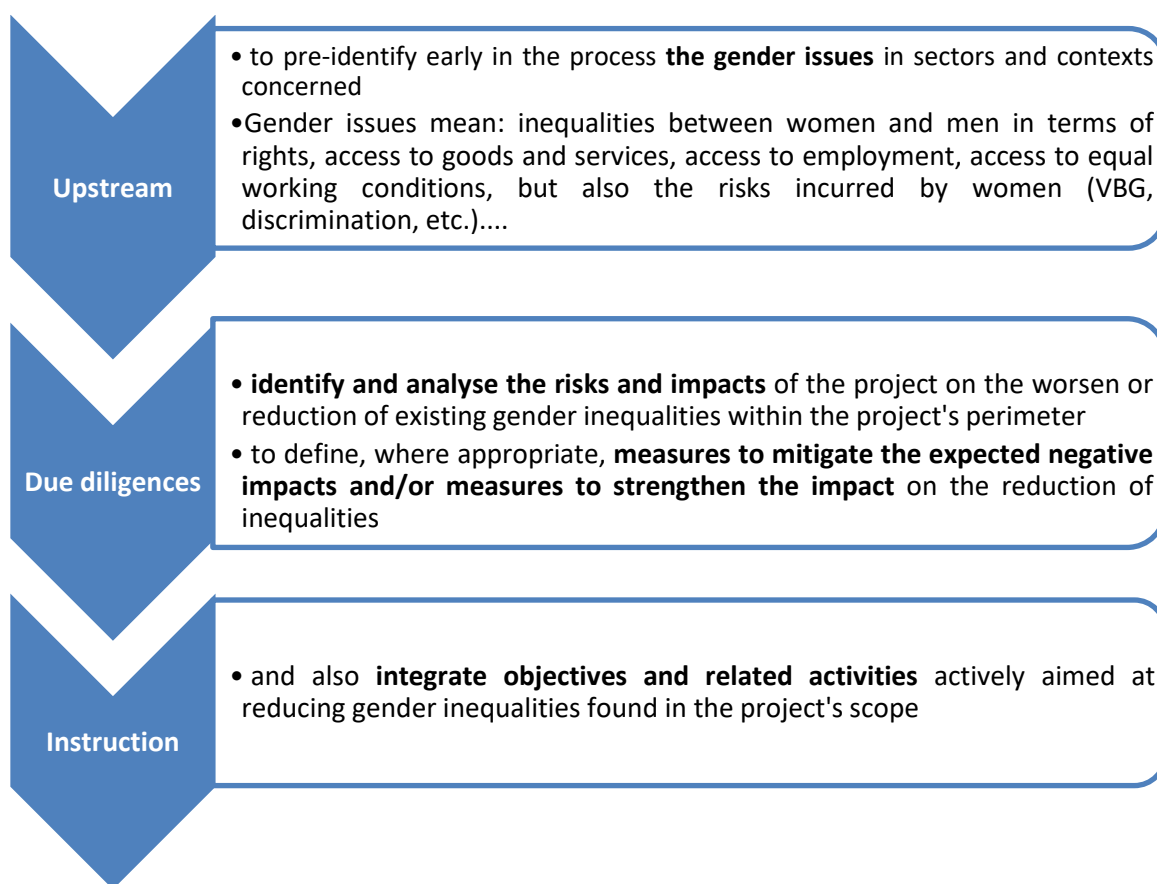 Upstream
• to pre-identify early in the process the gender issues in sectors and contexts
concerned
•Gender issues mean: inequalities between women and men in terms of
rights, access to goods and services, access to employment, access to equal
working conditions, but also the risks incurred by women (VBG,
discrimination, etc.)....
Due diligences
• identify and analyse the risks and impacts of the project on the worsen or
reduction of existing gender inequalities within the project's perimeter
• to define, where appropriate, measures to mitigate the expected negative
impacts and/or measures to strengthen the impact on the reduction of
inequalities
Instruction
• and also integrate objectives and related activities actively aimed at
reducing gender inequalities found in the project's scope